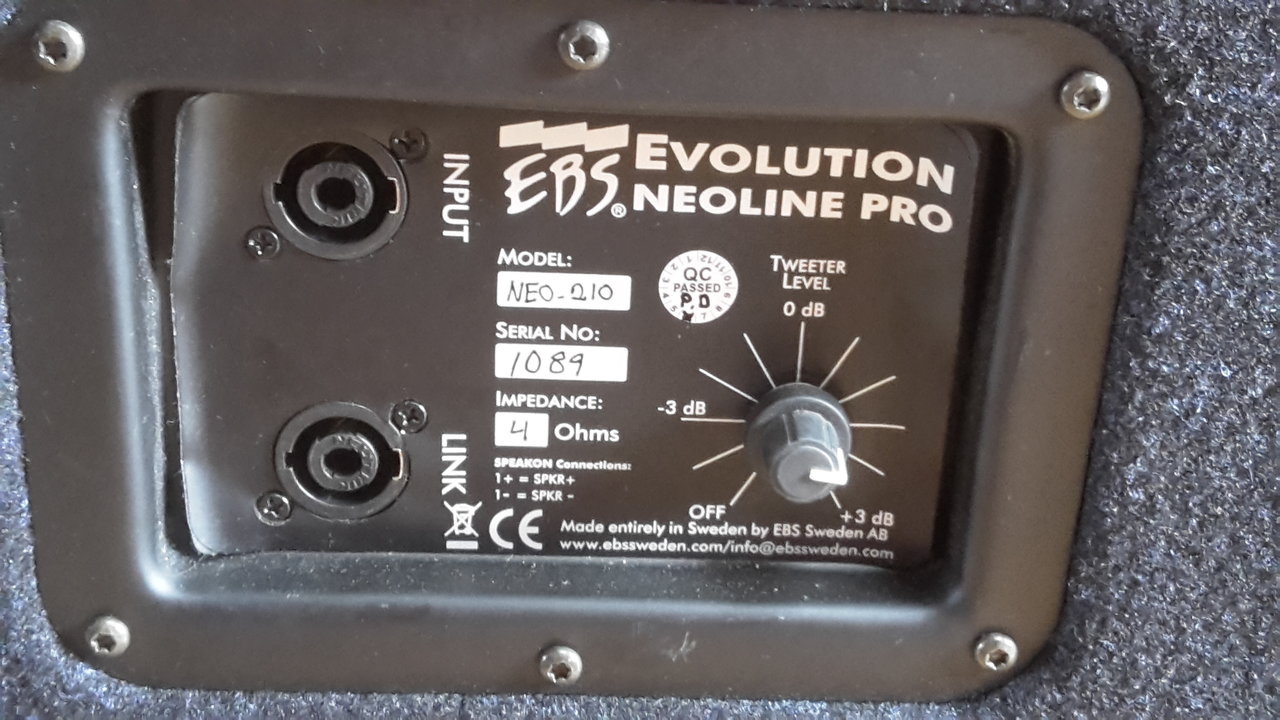 INPUT
LINK
EBS® EVOLUTION
NEOLINE PRO
MODEL:
NEO-210
SERIAL NO:
1089
IMPEDANCE:
4 Ohms
SPEAKON Connections:
1+ = SPKR+
1- = SPKR -
QC
PASSED
P.D
TWEETER
LEVEL
0 dB
-3 dB
OFF
+3 dB
CE
Made entirely in Sweden by EBS Sweden AB
www.ebssweden.com/info@ebssweden.com